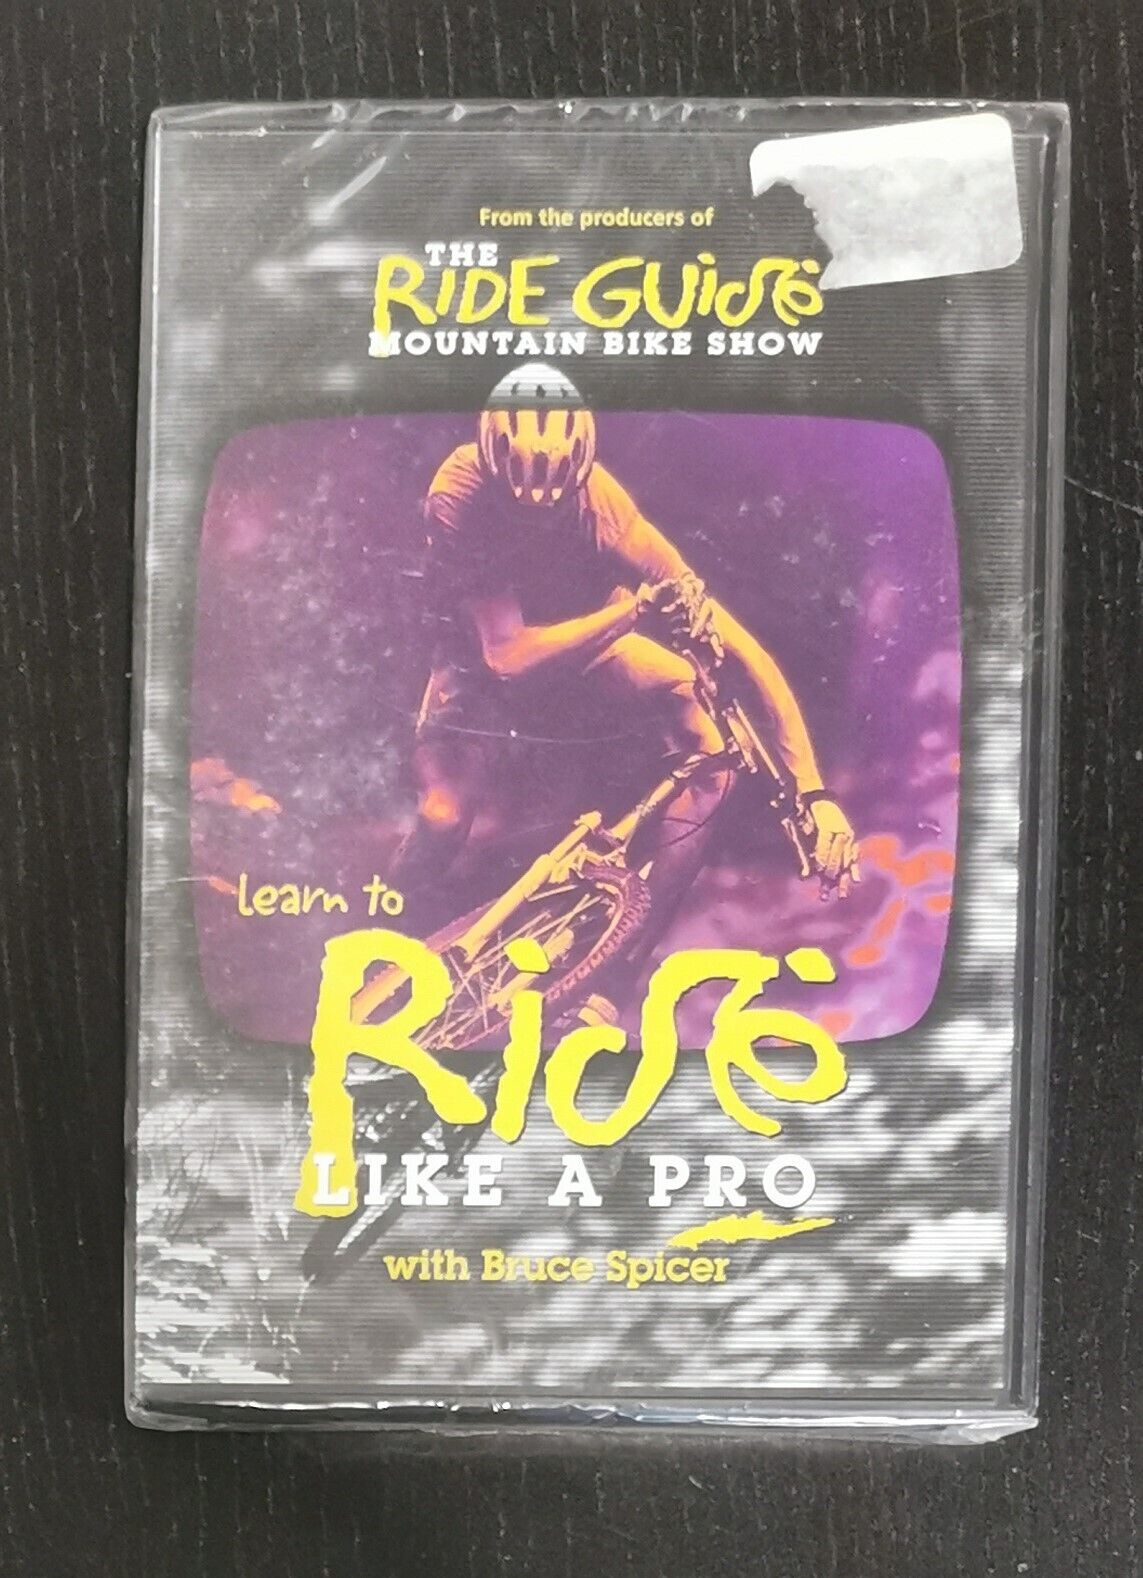 From the producers of
THE
RiDE GUiDe
MOUNTAIN BIKE SHOW
learn to
RiDe
LIKE A PRO
with Bruce Spicer